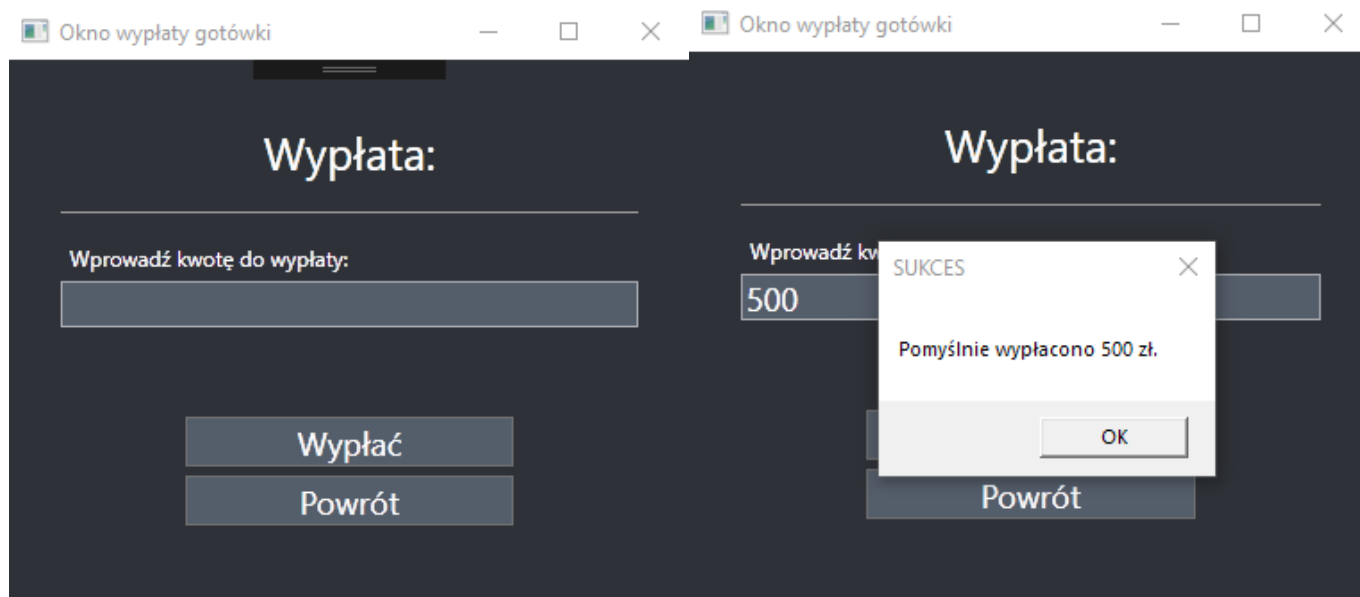 Okno wypłaty gotówki
Wypłata:
Wprowadź kwotę do wypłaty:
Wypłać
Powrót
Okno wypłaty gotówki
Wypłata:
Wprowadź
500
SUKCES
Pomyślnie wypłacono 500 zł.
OK
Powrót